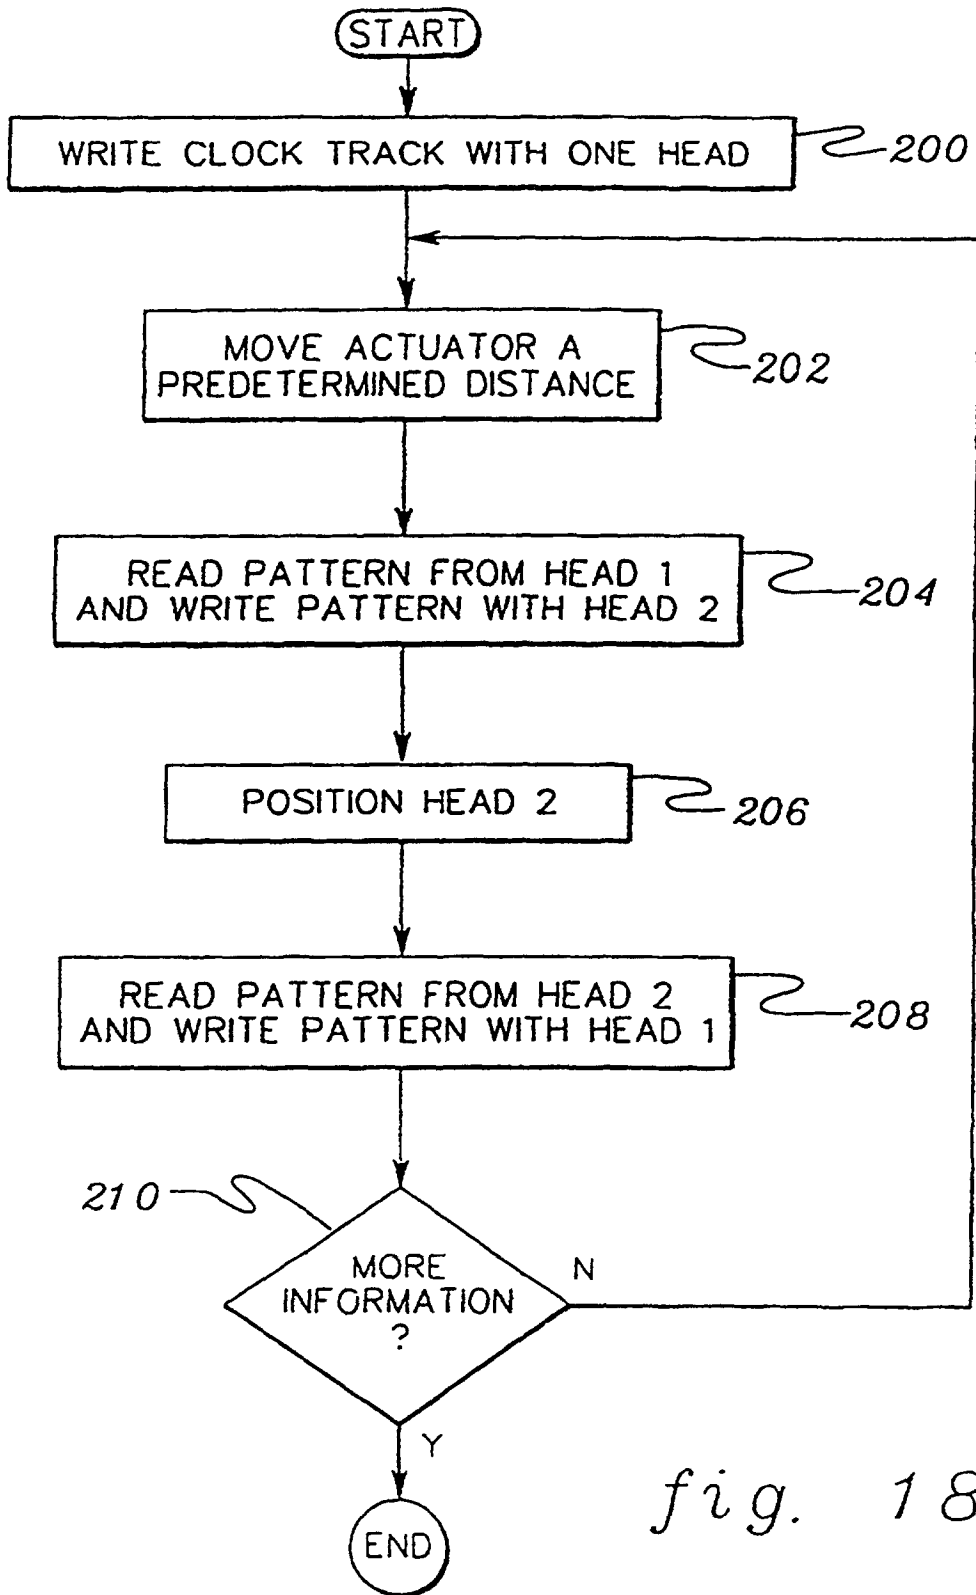 START
WRITE CLOCK TRACK WITH ONE HEAD
200
MOVE ACTUATOR A
PREDETERMINED DISTANCE
202
READ PATTERN FROM HEAD 1
AND WRITE PATTERN WITH HEAD 2
204
POSITION HEAD 2
206
READ PATTERN FROM HEAD 2
AND WRITE PATTERN WITH HEAD 1
208
210
MORE
INFORMATION
?
N
Y
END
fig. 18